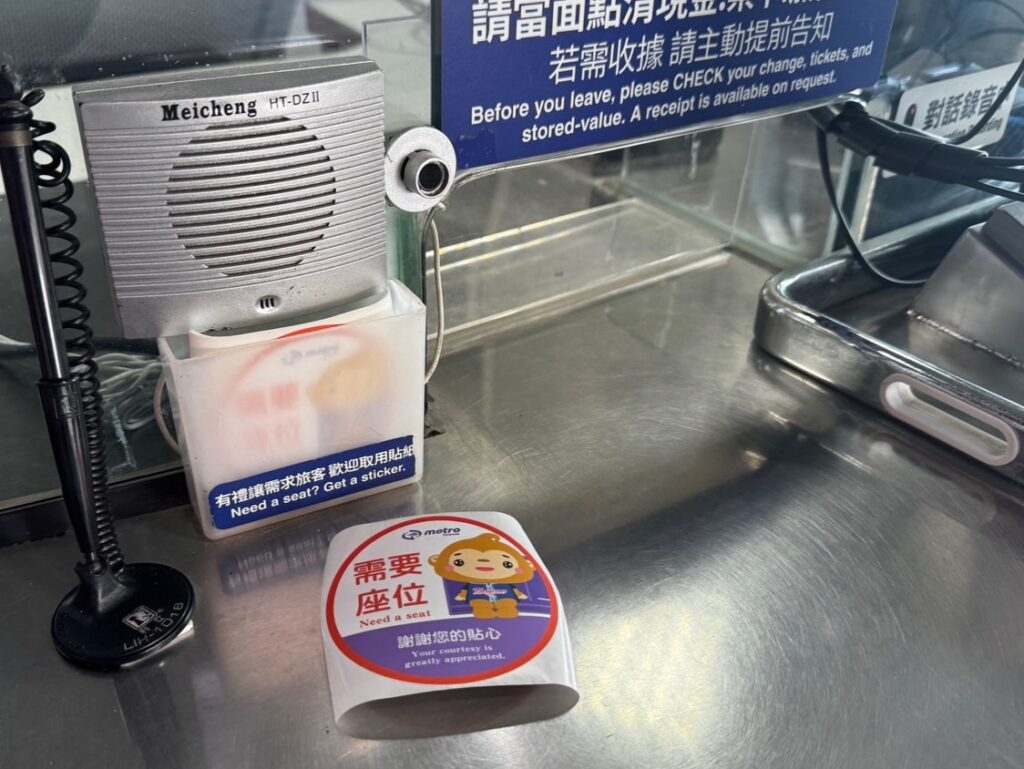 請當面點清現金.票卡
若需收據 請主動提前告知
Before you leave, please CHECK your change, tickets, and
stored-value. A receipt is available on request.
對話錄音
Recording
Meicheng HT-DZII
有禮讓需求旅客 歡迎取用貼紙
Need a seat? Get a sticker.
metro
需要
座位
Need a seat
謝謝您的貼心
Your courtesy is
greatly appreciated.